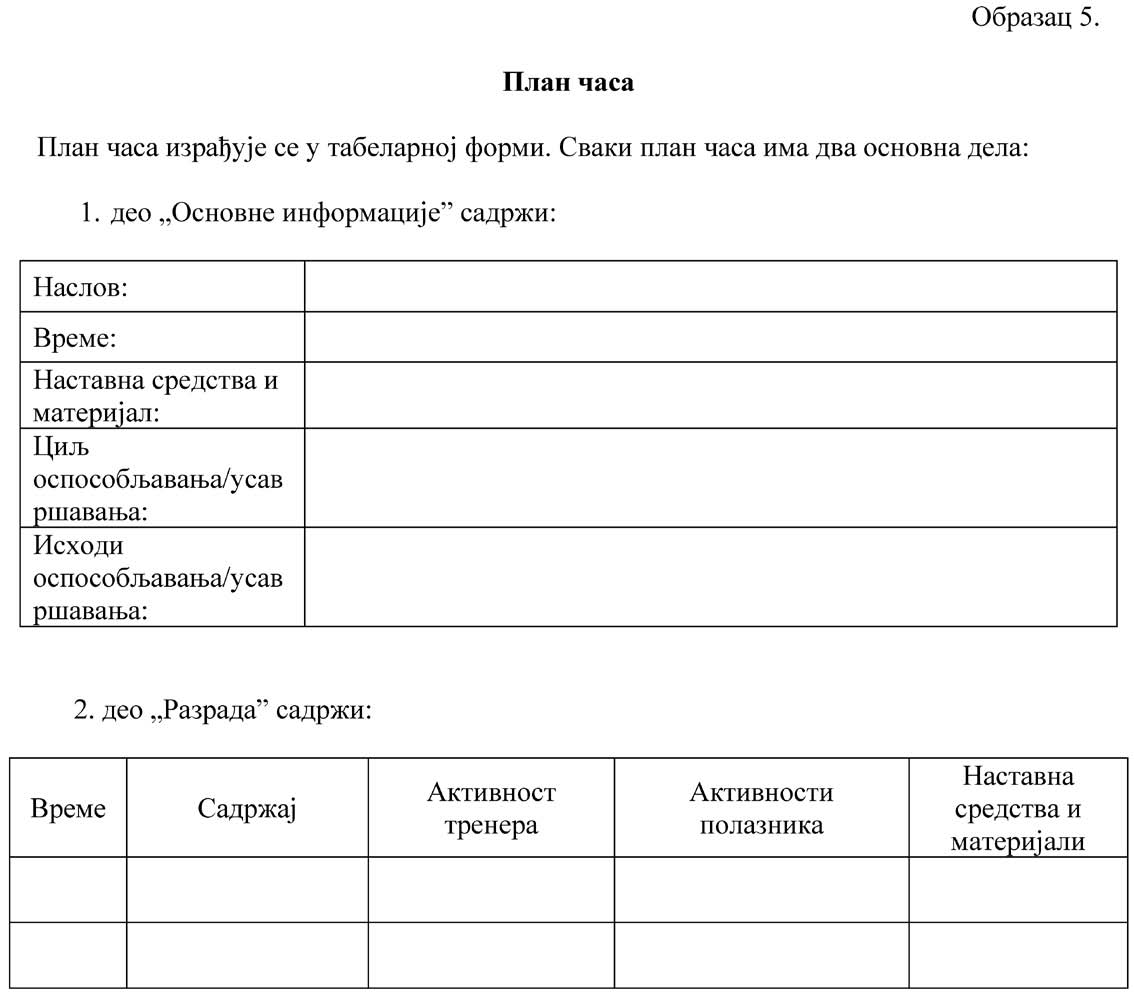 Образац 5.
План часа
План часа израђује се у табеларној форми. Сваки план часа има два основна дела:
1. део „Основне информације” садржи:
Наслов:
Време:
Наставна средства и
материјал:
Циљ
оспособљавања/усав
ршавања:
Исходи
оспособљавања/усав
ршавања:
2. део „Разрада” садржи:
Време
Садржај
Активност
тренера
Активности
полазника
Наставна
средства и
материјали